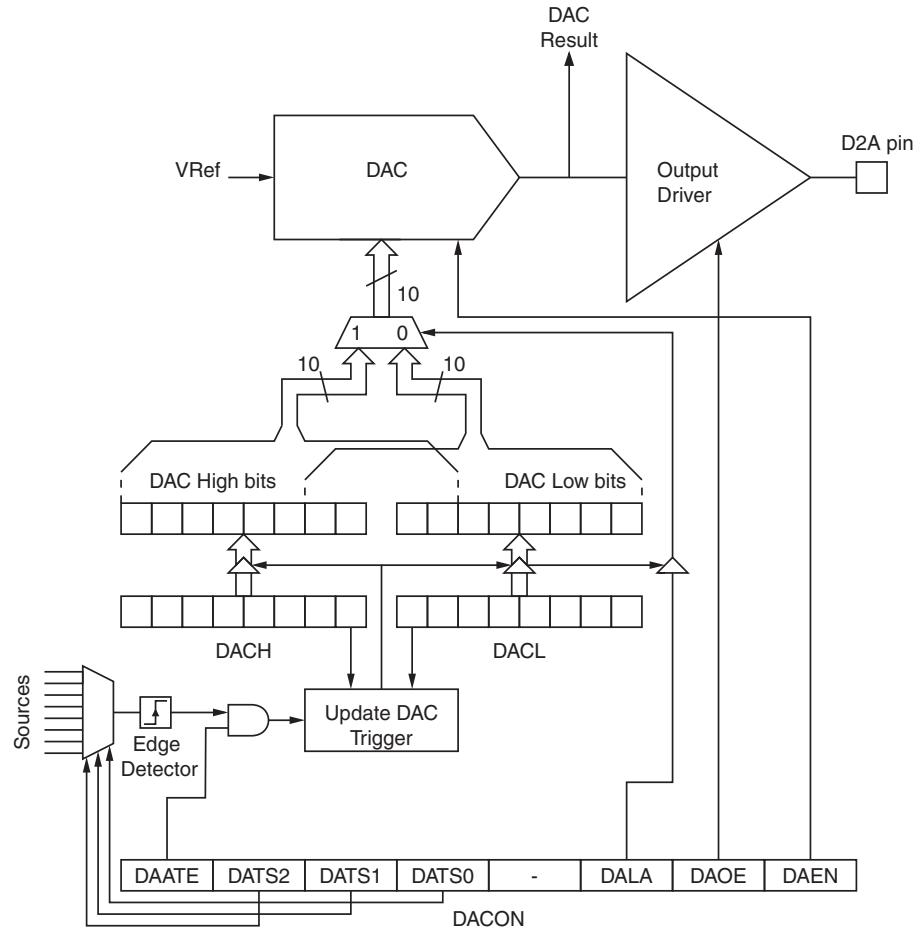 DAC
Result
D2A pin
VRef
DAC
Output
Driver
10
1 0
10
10
DAC High bits
DAC Low bits
DACH
DACL
Sources
Edge
Detector
Update DAC
Trigger
DAATE DATS2 DATS1 DATS0 - DALA DAOE DAEN
DACON